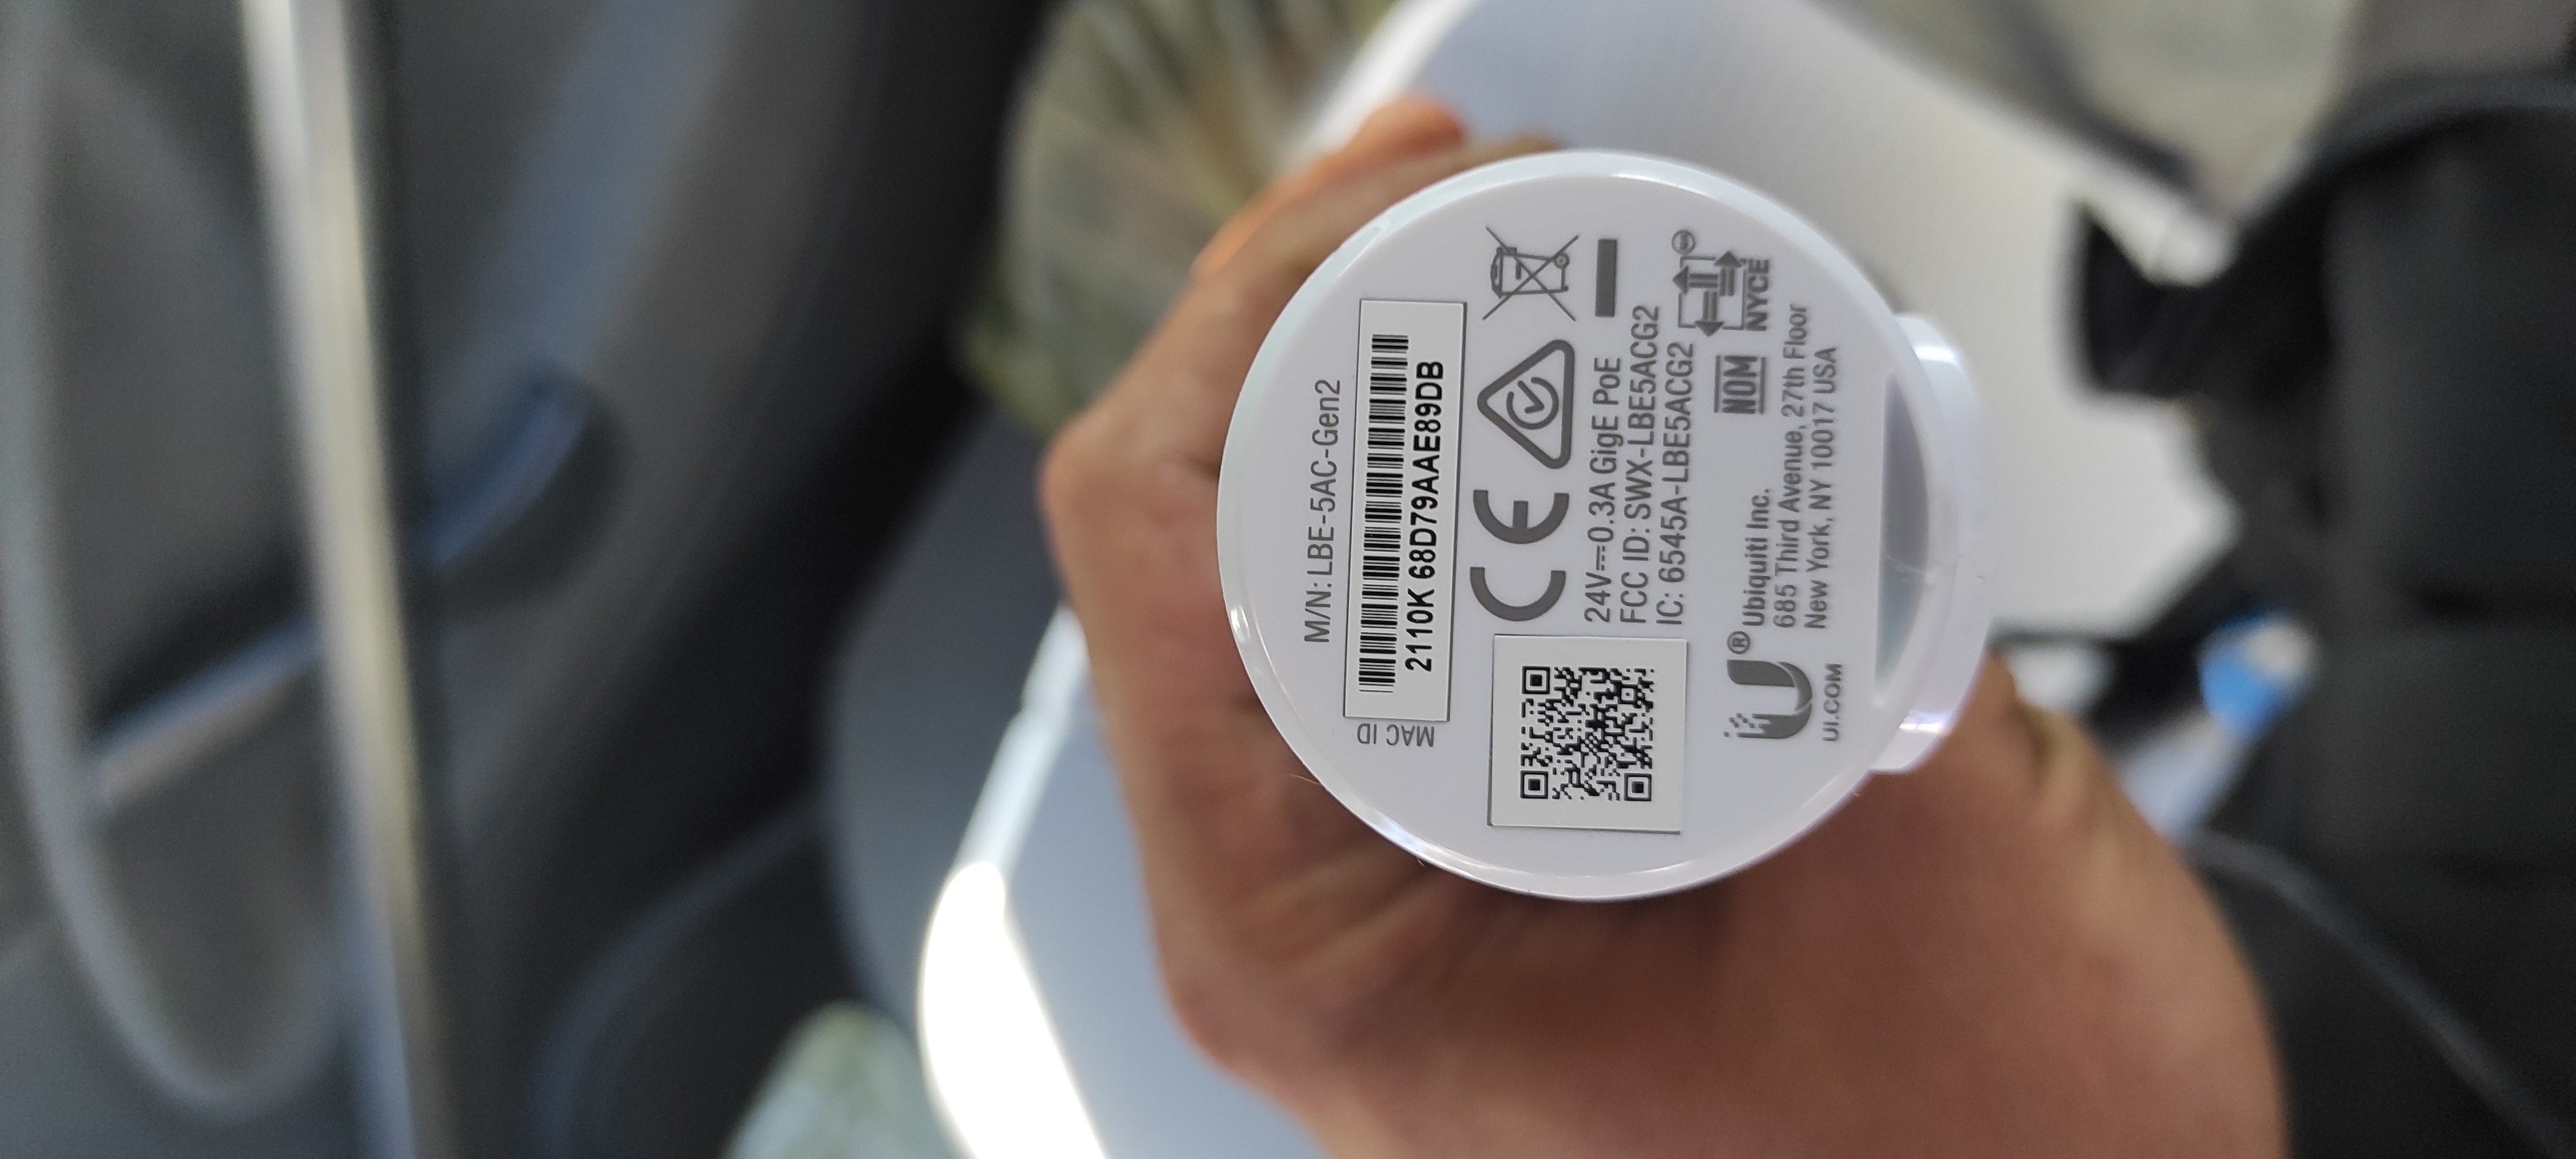 M/N: LBE-5AC-Gen2
MAC ID
2110K 68D79AAE89DB
24V⎓0.3A GigE PoE
FCC ID: SWX-LBE5ACG2
IC: 6545A-LBE5ACG2
NOM
NYCE
Ubiquiti Inc.
685 Third Avenue, 27th Floor
New York, NY 10017 USA
UI.COM